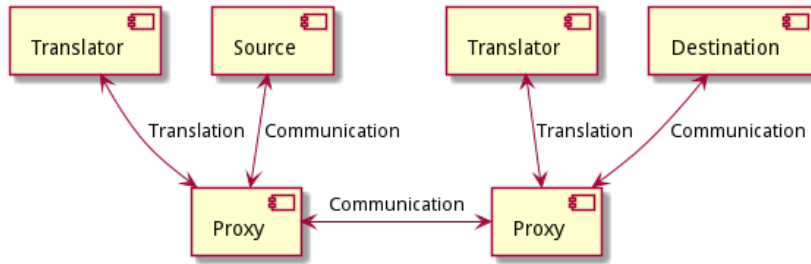 Translator
Source
Translator
Destination
Translation
Communication
Translation
Communication
Communication
Proxy
Proxy